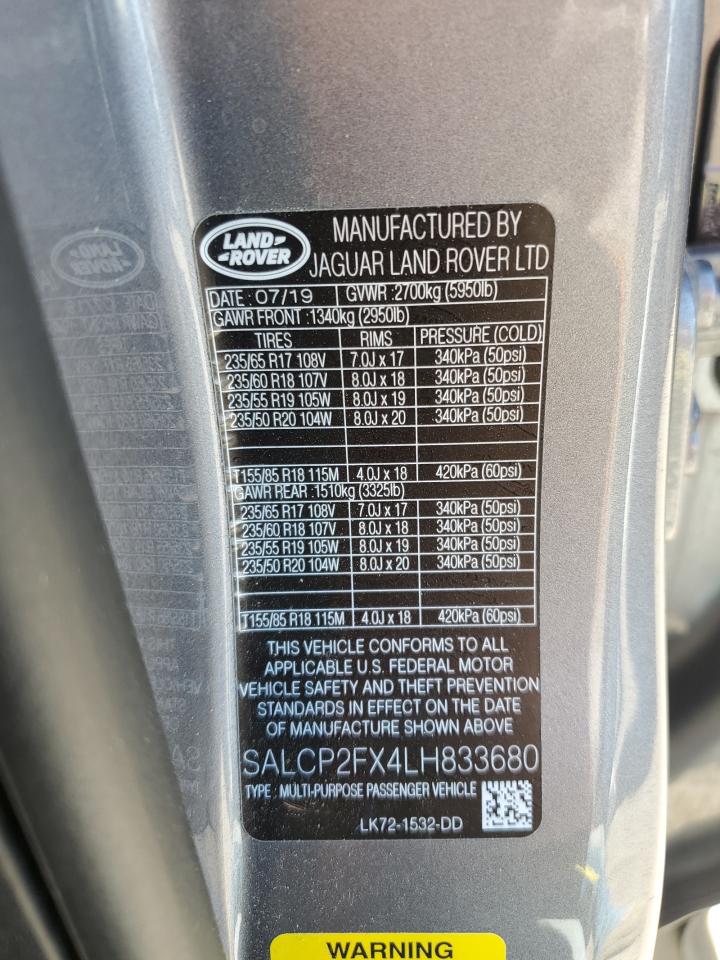 LAND-
-ROVER
MANUFACTURED BY
JAGUAR LAND ROVER LTD
DATE : 07/19 GVWR :2700kg (5950lb)
GAWR FRONT :1340kg (2950lb)
TIRES RIMS PRESSURE (COLD)
235/65 R17 108V 7.0J x 17 340kPa (50psi)
235/60 R18 107V 8.0J x 18 340kPa (50psi)
235/55 R19 105W 8.0J x 19 340kPa (50psi)
235/50 R20 104W 8.0J x 20 340kPa (50psi)
T155/85 R18 115M 4.0J x 18 420kPa (60psi)
GAWR REAR :1510kg (3325lb)
235/65 R17 108V 7.0J x 17 340kPa (50psi)
235/60 R18 107V 8.0J x 18 340kPa (50psi)
235/55 R19 105W 8.0J x 19 340kPa (50psi)
235/50 R20 104W 8.0J x 20 340kPa (50psi)
T155/85 R18 115M 4.0J x 18 420kPa (60psi)
THIS VEHICLE CONFORMS TO ALL
APPLICABLE U.S. FEDERAL MOTOR
VEHICLE SAFETY AND THEFT PREVENTION
STANDARDS IN EFFECT ON THE DATE
OF MANUFACTURE SHOWN ABOVE
SALCP2FX4LH833680
TYPE : MULTI-PURPOSE PASSENGER VEHICLE
LK72-1532-DD
WARNING